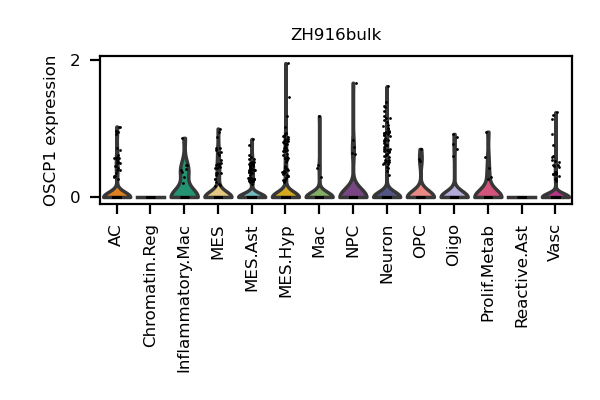 ZH916bulk
OSCP1 expression
2
0
AC
Chromatin.Reg
Inflammatory.Mac
MES
MES.Ast
MES.Hyp
Mac
NPC
Neuron
OPC
Oligo
Prolif.Metab
Reactive.Ast
Vasc